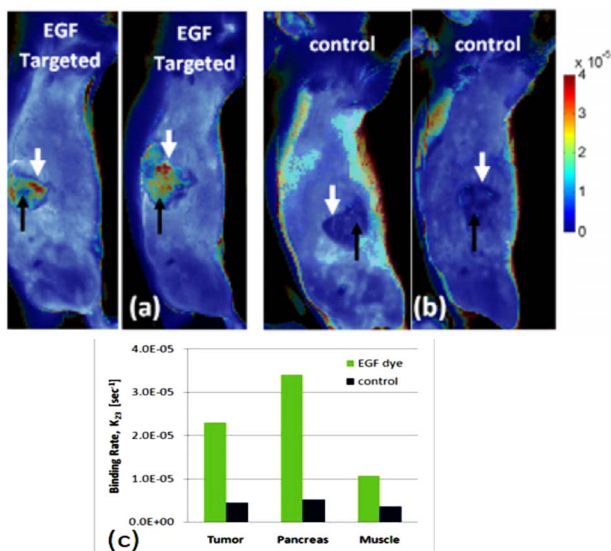 EGF
Targeted
EGF
Targeted
control
control
x 10⁻⁵
4
3
2
1
0
(a)
(b)
4.0E-05
3.0E-05
2.0E-05
1.0E-05
0.0E+00
Binding Rate, K₂₃ [sec⁻¹]
EGF dye
control
Tumor Pancreas Muscle
(c)